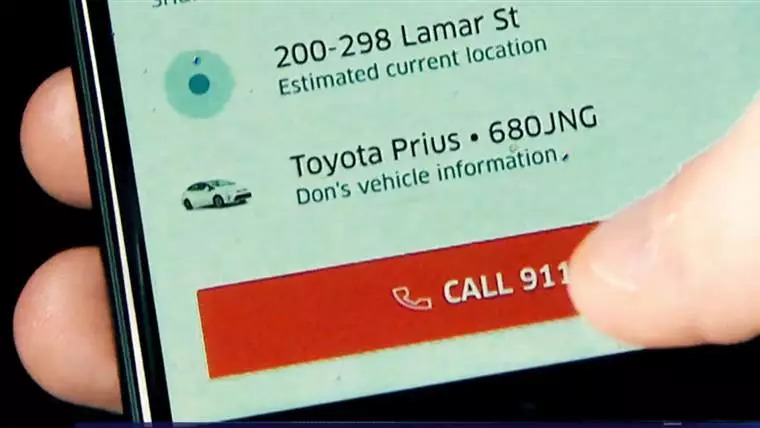 200-298 Lamar St
Estimated current location
Toyota Prius • 680JNG
Don's vehicle information
CALL 911